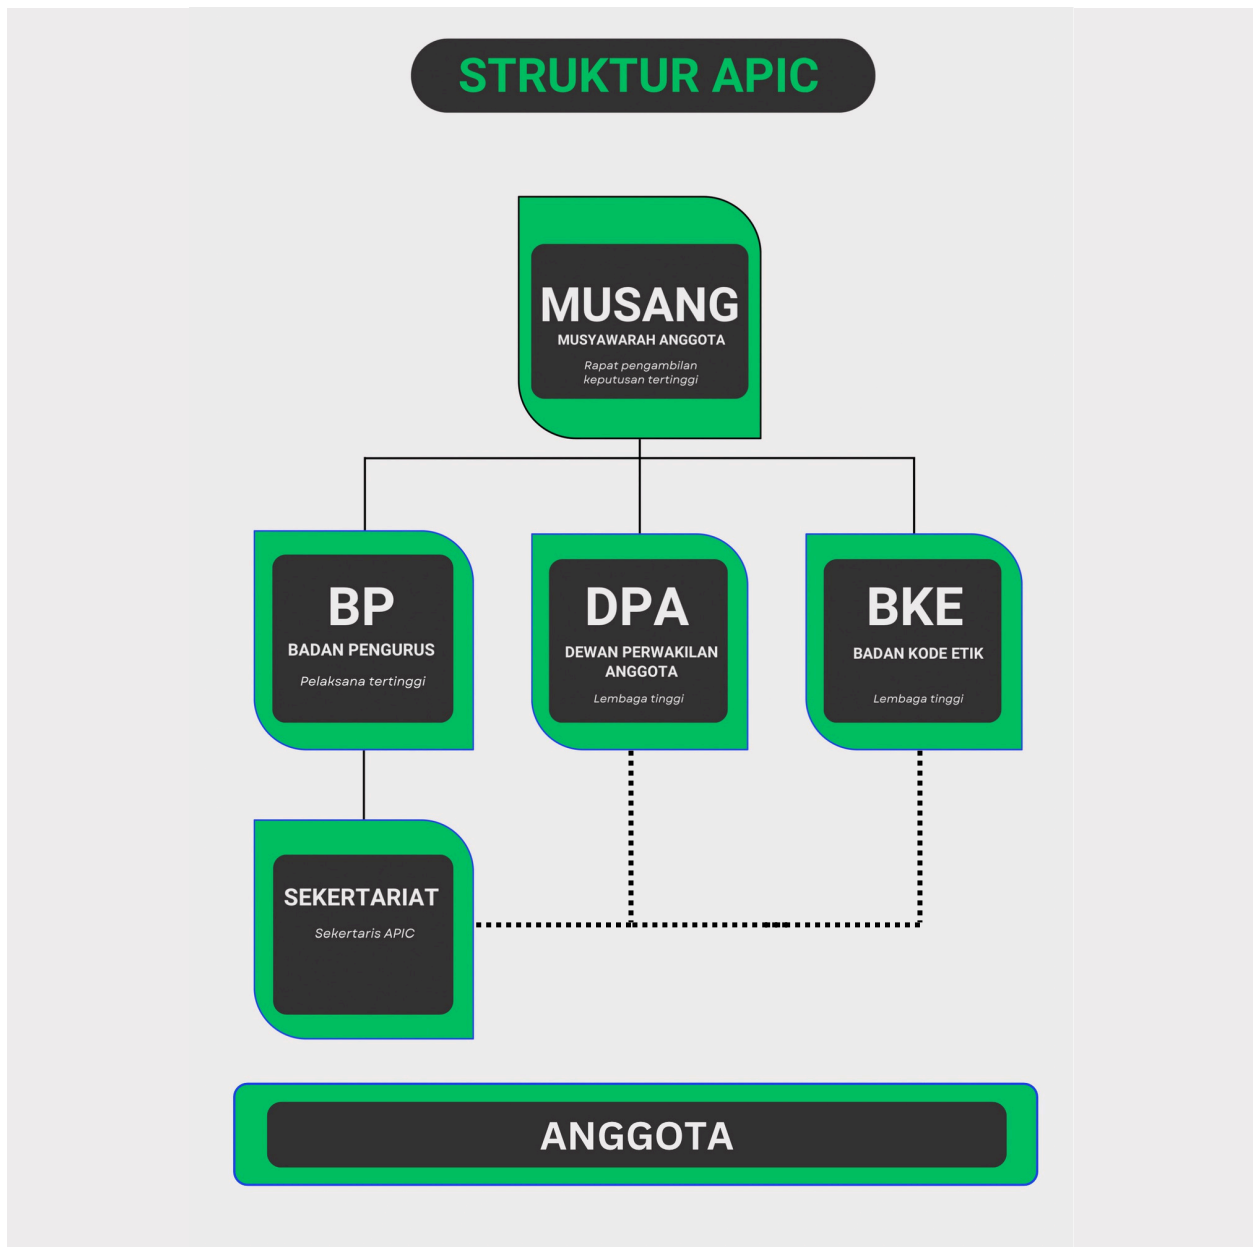 STRUKTUR APIC
MUSANG
MUSYAWARAH ANGGOTA
Rapat pengambilan
keputusan tertinggi
BP
BADAN PENGURUS
Pelaksana tertinggi
DPA
DEWAN PERWAKILAN
ANGGOTA
Lembaga tinggi
BKE
BADAN KODE ETIK
Lembaga tinggi
SEKERTARIAT
Sekertaris APIC
ANGGOTA